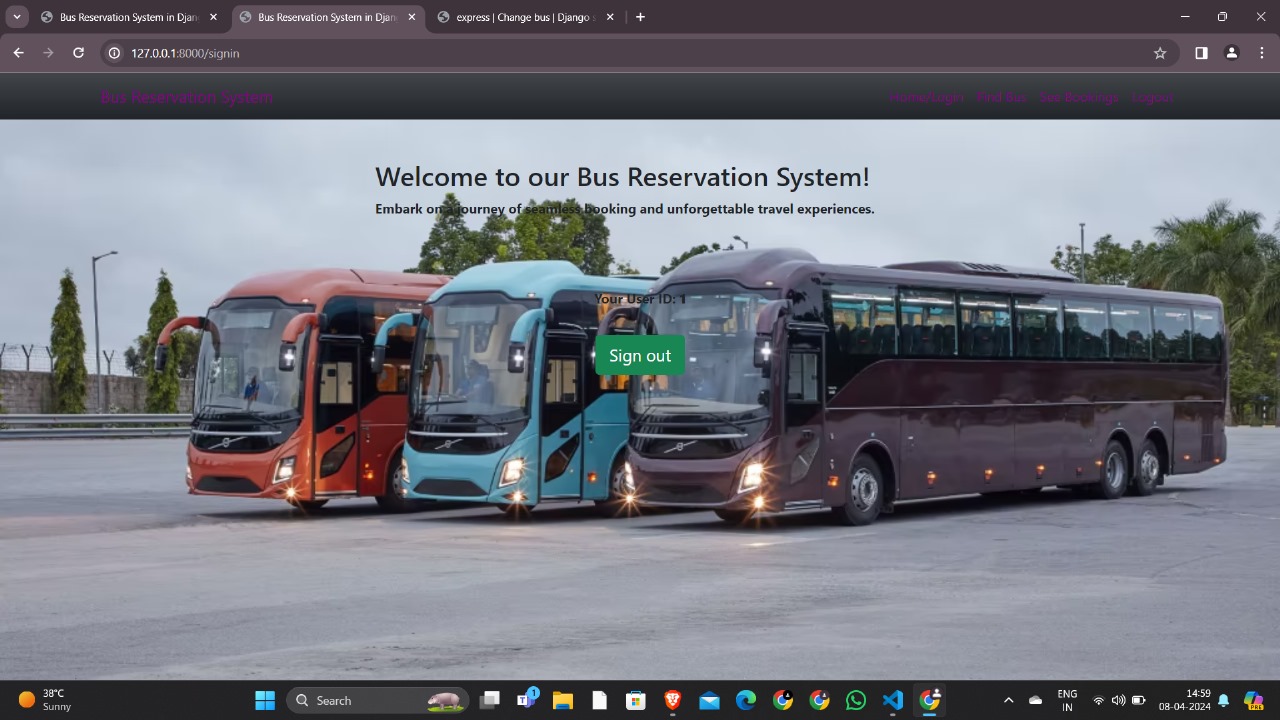 Bus Reservation System in Djan
Bus Reservation System in Djan
express | Change bus | Django s
127.0.0.1:8000/signin
Bus Reservation System
Home/Login Find Bus See Bookings Logout
Welcome to our Bus Reservation System!
Embark on a journey of seamless booking and unforgettable travel experiences.
Your User ID: 1
Sign out
38°C
Sunny
Search
1
ENG
IN
14:59
08-04-2024
PRE